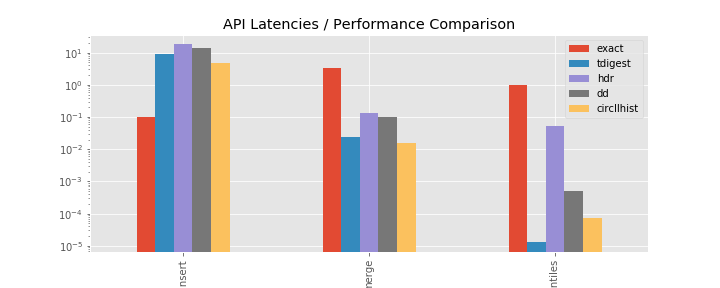 API Latencies / Performance Comparison
10¹
10⁰
10⁻¹
10⁻²
10⁻³
10⁻⁴
10⁻⁵
exact
tdigest
hdr
dd
circllhist
nsert
nerge
ntiles